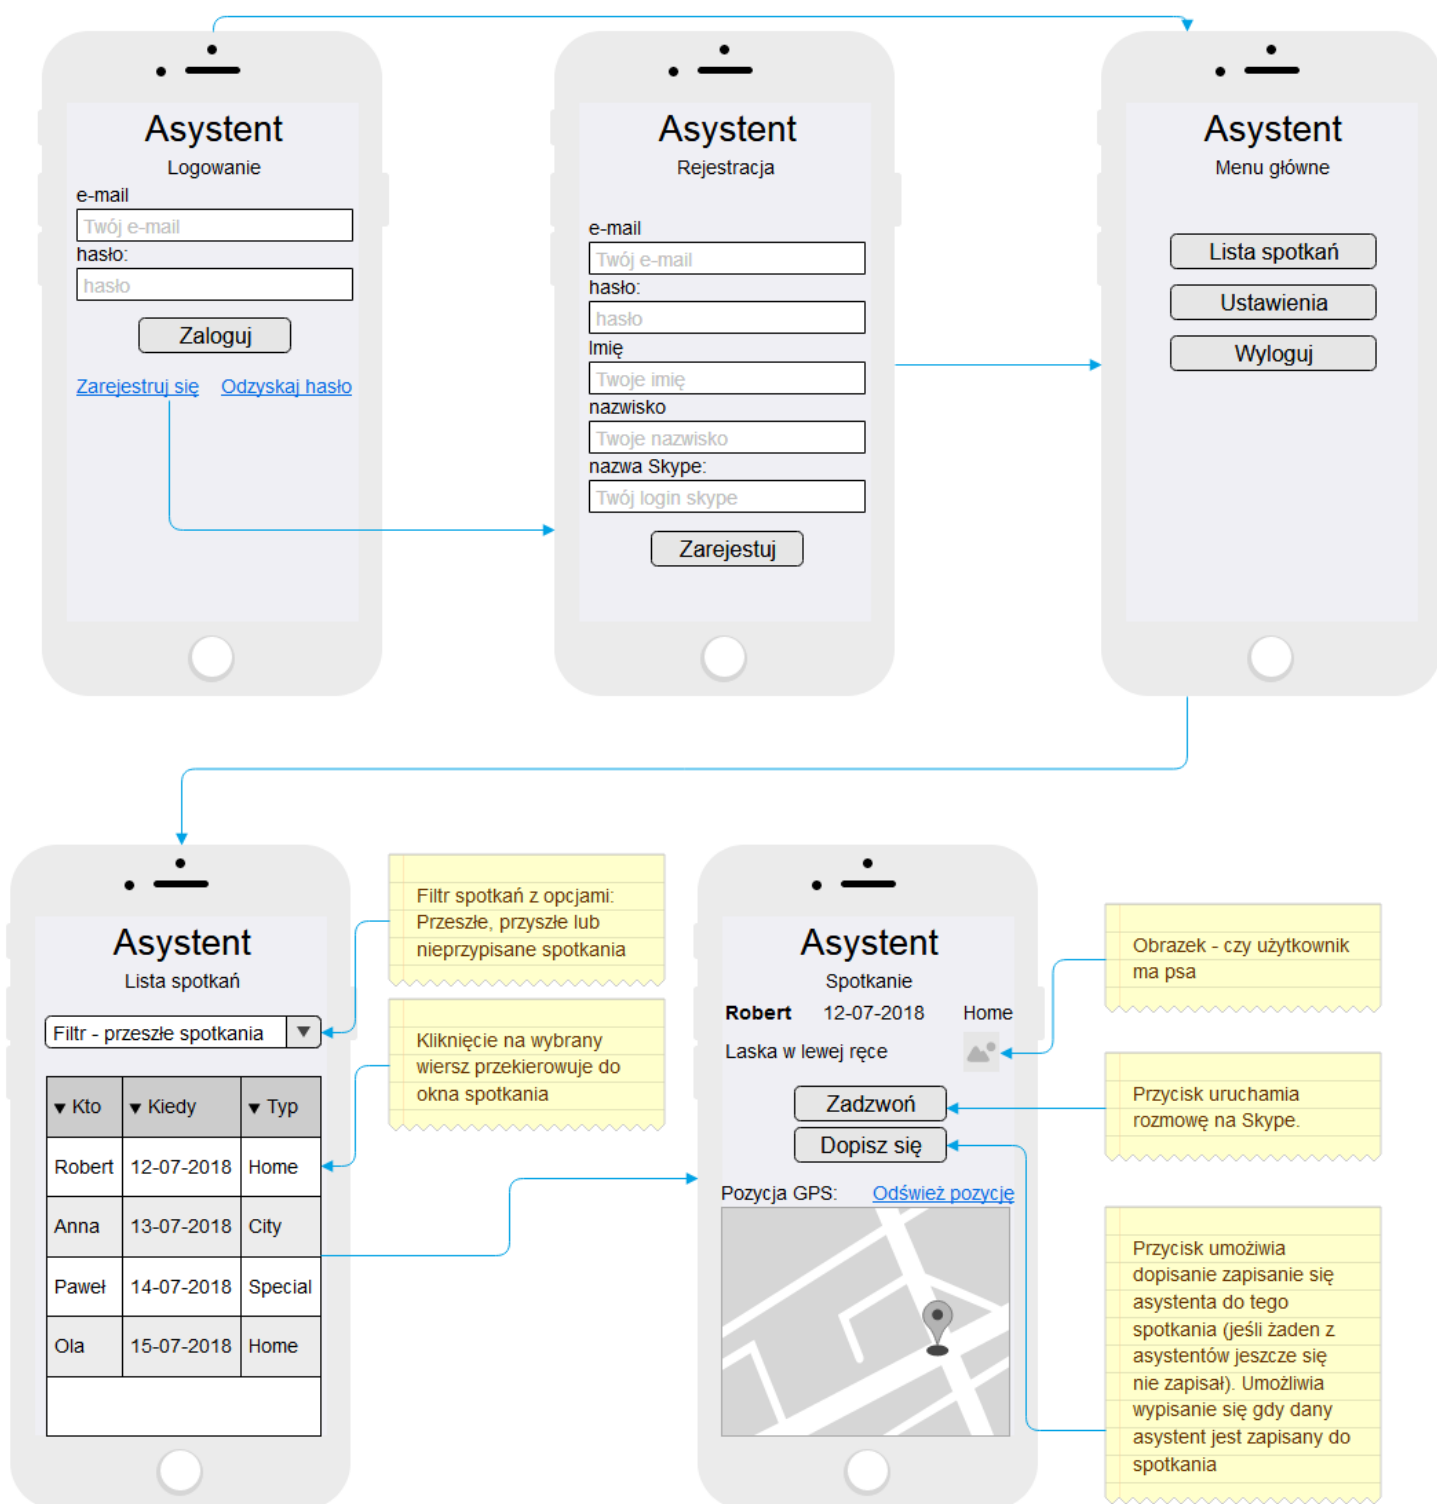 Asystent
Logowanie
e-mail
Twój e-mail
hasło:
hasło
Zaloguj
Zarejestruj się Odzyskaj hasło
Asystent
Rejestracja
e-mail
Twój e-mail
hasło:
hasło
Imię
Twoje imię
nazwisko
Twoje nazwisko
nazwa Skype:
Twój login skype
Zarejestuj
Asystent
Menu główne
Lista spotkań
Ustawienia
Wyloguj
Asystent
Lista spotkań
Filtr - przeszłe spotkania
Kto Kiedy Typ
Robert 12-07-2018 Home
Anna 13-07-2018 City
Paweł 14-07-2018 Special
Ola 15-07-2018 Home
Filtr spotkań z opcjami:
Przeszłe, przyszłe lub
nieprzypisane spotkania
Kliknięcie na wybrany
wiersz przekierowuje do
okna spotkania
Asystent
Spotkanie
Robert 12-07-2018 Home
Laska w lewej ręce
Zadzwoń
Dopisz się
Pozycja GPS: Odśwież pozycję
Obrazek - czy użytkownik
ma psa
Przycisk uruchamia
rozmowę na Skype.
Przycisk umożiwia
dopisanie zapisanie się
asystenta do tego
spotkania (jeśli żaden z
asystentów jeszcze się
nie zapisał). Umożliwia
wypisanie się gdy dany
asystent jest zapisany do
spotkania